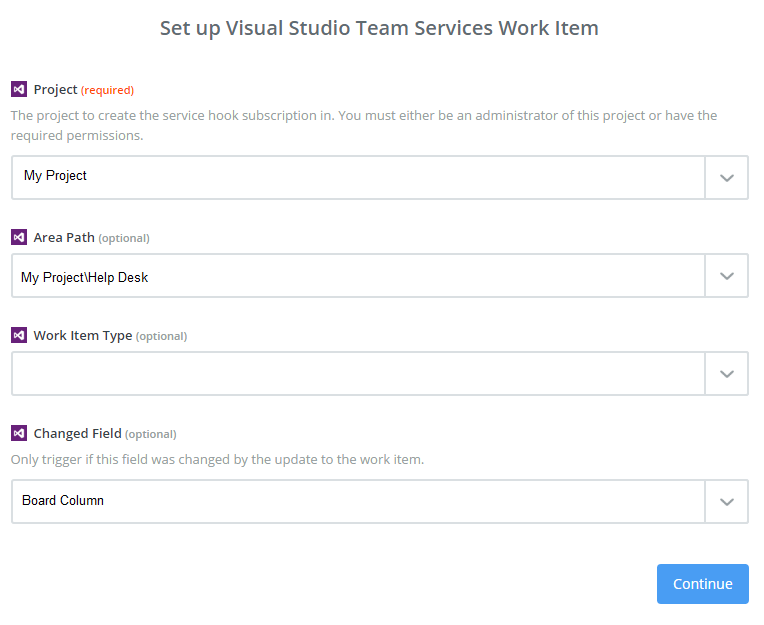 Set up Visual Studio Team Services Work Item
Project (required)
The project to create the service hook subscription in. You must either be an administrator of this project or have the
required permissions.
My Project
Area Path (optional)
My Project\Help Desk
Work Item Type (optional)
Changed Field (optional)
Only trigger if this field was changed by the update to the work item.
Board Column
Continue